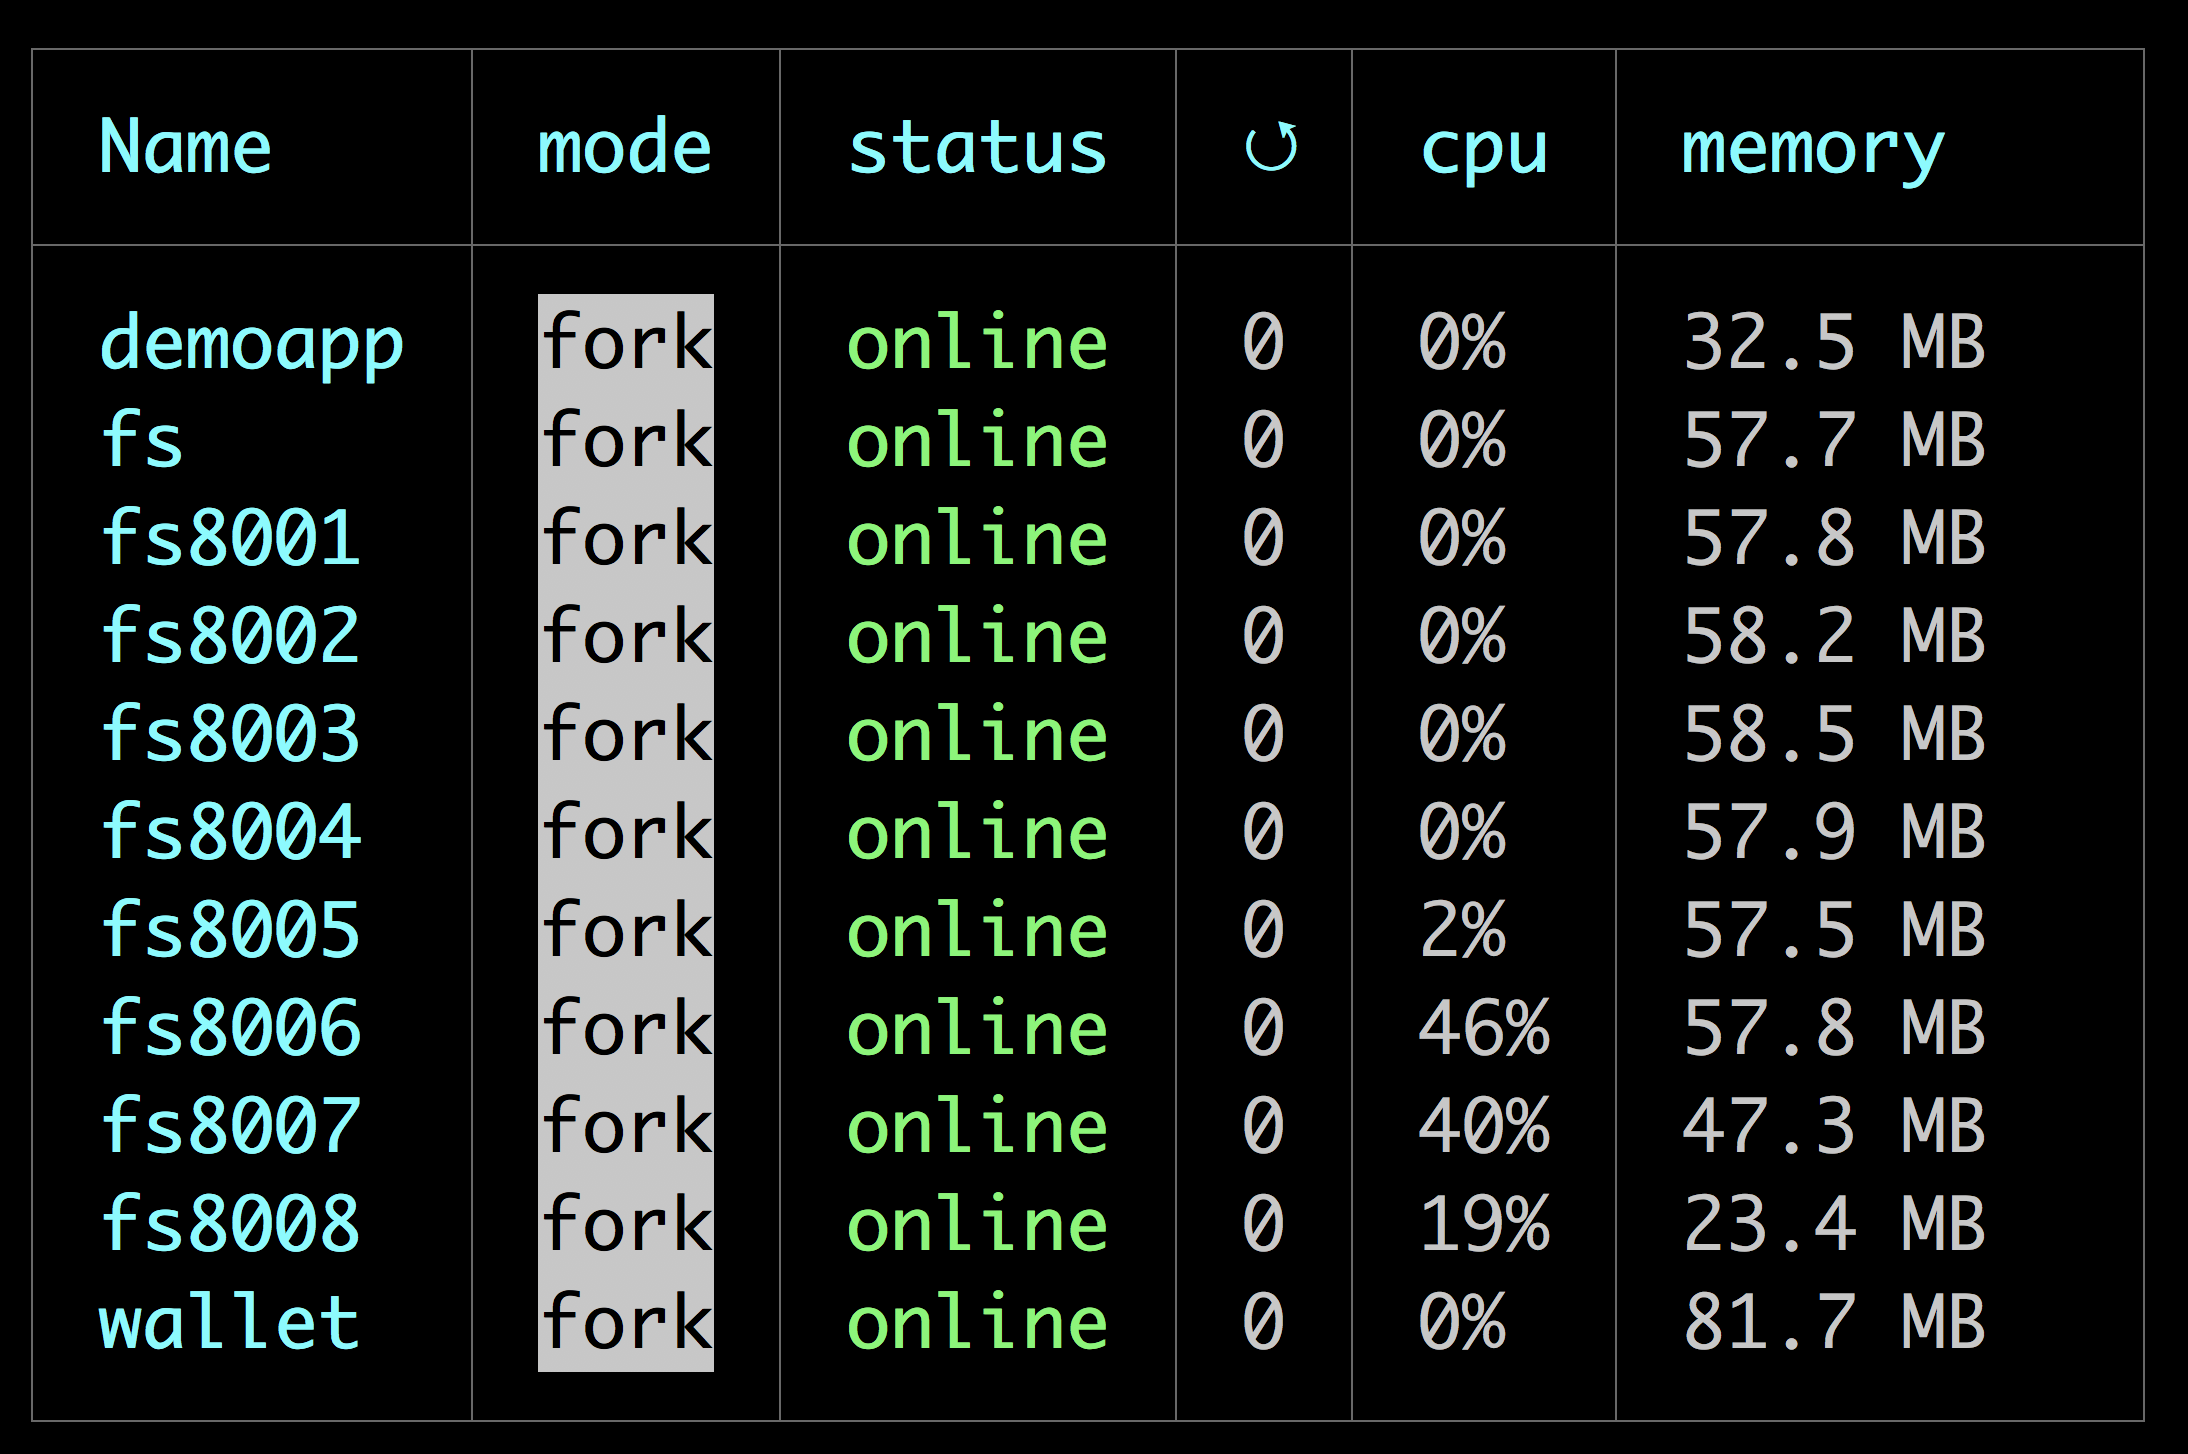 Name mode status ↺ cpu memory
demoapp fork online 0 0% 32.5 MB
fs fork online 0 0% 57.7 MB
fs8001 fork online 0 0% 57.8 MB
fs8002 fork online 0 0% 58.2 MB
fs8003 fork online 0 0% 58.5 MB
fs8004 fork online 0 0% 57.9 MB
fs8005 fork online 0 2% 57.5 MB
fs8006 fork online 0 46% 57.8 MB
fs8007 fork online 0 40% 47.3 MB
fs8008 fork online 0 19% 23.4 MB
wallet fork online 0 0% 81.7 MB